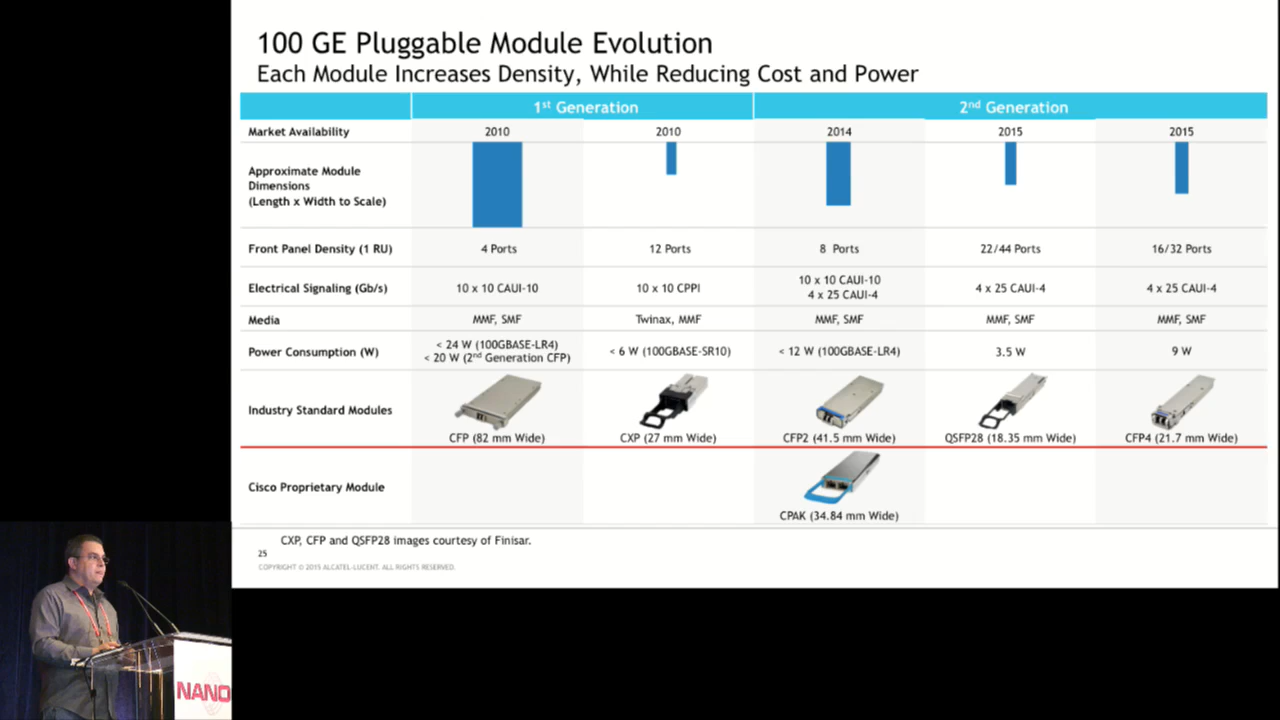 100 GE Pluggable Module Evolution
Each Module Increases Density, While Reducing Cost and Power
1st Generation 2nd Generation
Market Availability 2010 2010 2014 2015 2015
Approximate Module
Dimensions
(Length x Width to Scale)
Front Panel Density (1 RU) 4 Ports 12 Ports 8 Ports 22/44 Ports 16/32 Ports
Electrical Signaling (Gb/s) 10 x 10 CAUI-10 10 x 10 CPPI 10 x 10 CAUI-10 4 x 25 CAUI-4 4 x 25 CAUI-4
4 x 25 CAUI-4
Media MMF, SMF Twinax, MMF MMF, SMF MMF, SMF MMF, SMF
Power Consumption (W) < 24 W (100GBASE-LR4) < 6 W (100GBASE-SR10) < 12 W (100GBASE-LR4) 3.5 W 9 W
< 20 W (2nd Generation CFP)
Industry Standard Modules
CFP (82 mm Wide) CXP (27 mm Wide) CFP2 (41.5 mm Wide) QSFP28 (18.35 mm Wide) CFP4 (21.7 mm Wide)
Cisco Proprietary Module
CPAK (34.84 mm Wide)
CXP, CFP and QSFP28 images courtesy of Finisar.
25
COPYRIGHT © 2015 ALCATEL-LUCENT. ALL RIGHTS RESERVED.
NANO